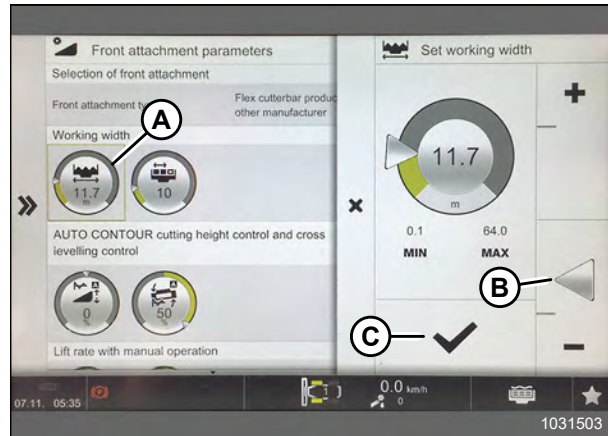 Front attachment parameters
Selection of front attachment
Front attachment ty
Flex cutterbar produc
other manufacturer
Working width
A
11.7
m
10
AUTO CONTOUR cutting height control and cross
levelling control
A
0
%
A
50
%
Lift rate with manual operation
Set working width
+
11.7
m
0.1
64.0
MIN
MAX
B
C
−
07.11. 05:35
1
0.0 km/h
0
1031503